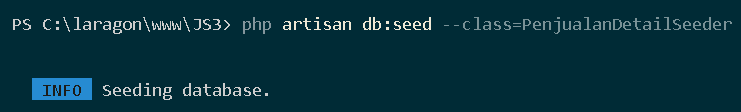 PS C:\laragon\www\JS3> php artisan db:seed --class=PenjualanDetailSeeder
INFO Seeding database.